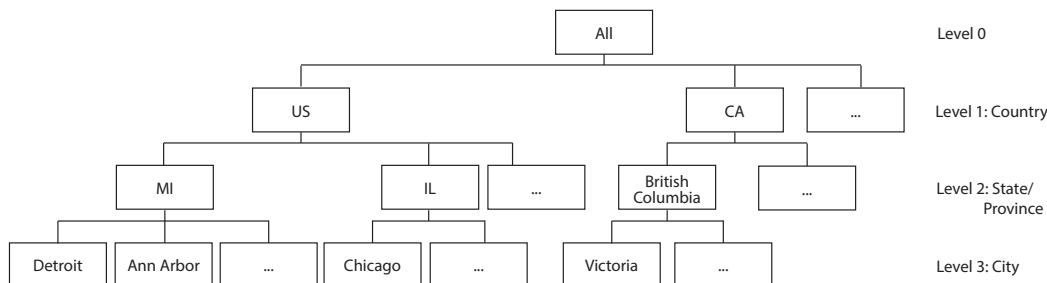 All
Level 0
US
CA
...
Level 1: Country
MI
IL
...
British
Columbia
...
Level 2: State/
Province
Detroit
Ann Arbor
...
Chicago
...
Victoria
...
Level 3: City